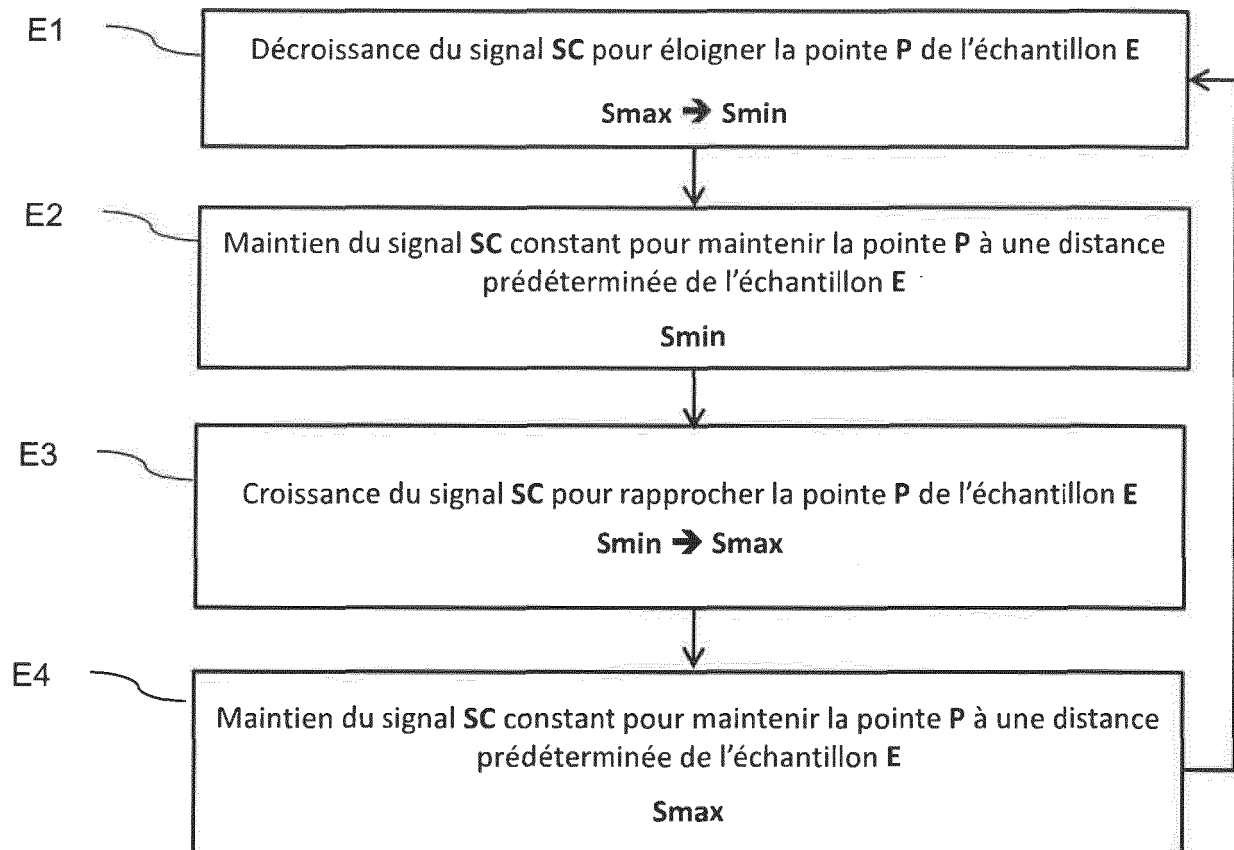 E1
Décroissance du signal SC pour éloigner la pointe P de l'échantillon E
Smax ➔ Smin
E2
Maintien du signal SC constant pour maintenir la pointe P à une distance
prédéterminée de l'échantillon E
Smin
E3
Croissance du signal SC pour rapprocher la pointe P de l'échantillon E
Smin ➔ Smax
E4
Maintien du signal SC constant pour maintenir la pointe P à une distance
prédéterminée de l'échantillon E
Smax